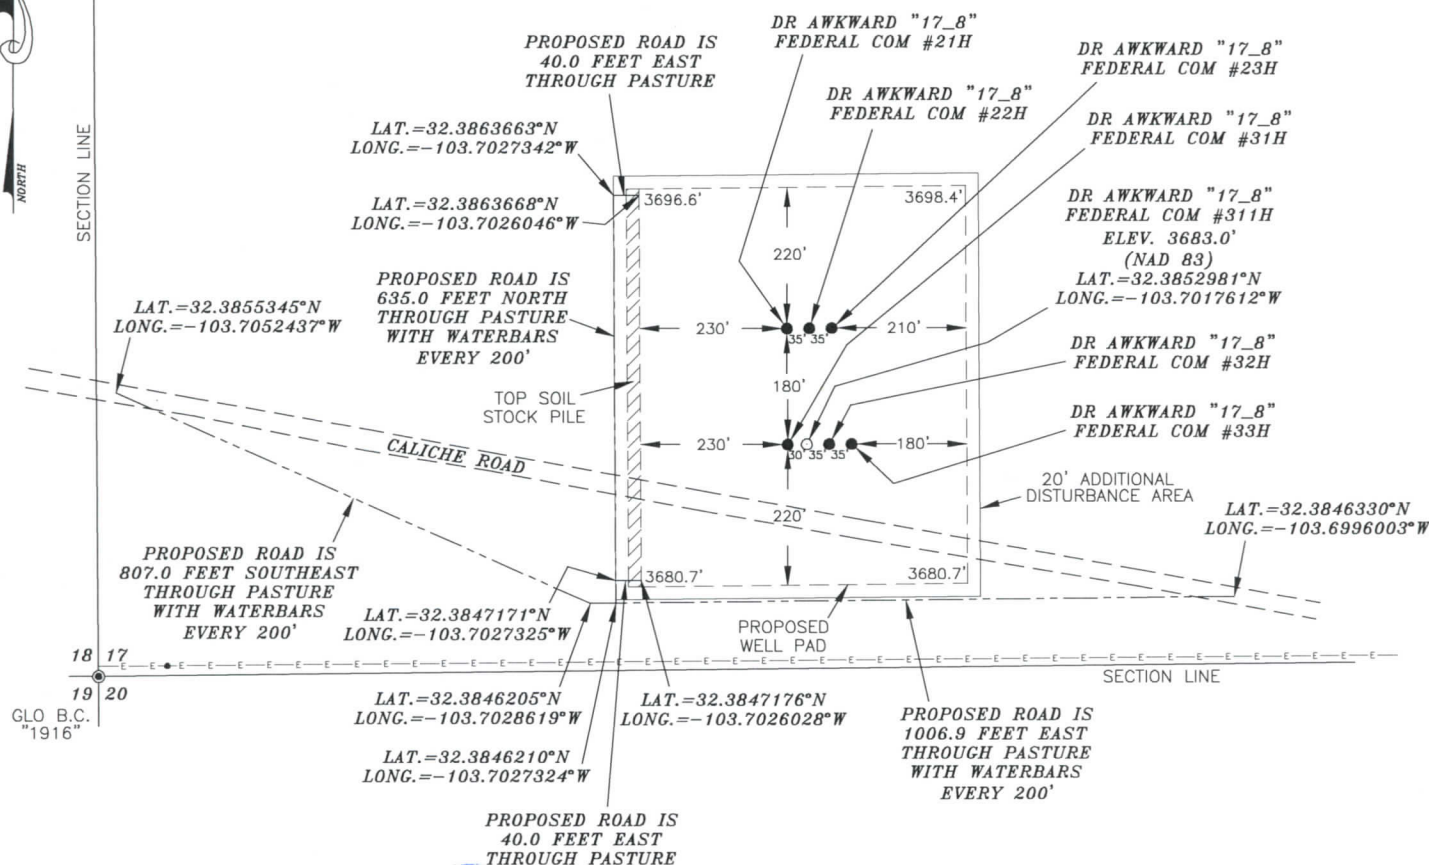 DR AWKWARD "17_8"
FEDERAL COM #21H
PROPOSED ROAD IS
40.0 FEET EAST
THROUGH PASTURE
DR AWKWARD "17_8"
FEDERAL COM #23H
DR AWKWARD "17_8"
FEDERAL COM #22H
LAT.=32.3863663°N
LONG.=-103.7027342°W
DR AWKWARD "17_8"
FEDERAL COM #31H
NORTH
SECTION LINE
LAT.=32.3863668°N
LONG.=-103.7026046°W
3696.6'
3698.4'
DR AWKWARD "17_8"
FEDERAL COM #311H
ELEV. 3683.0'
(NAD 83)
LAT.=32.3852981°N
LONG.=-103.7017612°W
220'
PROPOSED ROAD IS
635.0 FEET NORTH
THROUGH PASTURE
WITH WATERBARS
EVERY 200'
LAT.=32.3855345°N
LONG.=-103.7052437°W
230'
35' 35'
210'
DR AWKWARD "17_8"
FEDERAL COM #32H
TOP SOIL
STOCK PILE
180'
DR AWKWARD "17_8"
FEDERAL COM #33H
CALICHE ROAD
230'
30' 35' 35'
180'
20' ADDITIONAL
DISTURBANCE AREA
LAT.=32.3846330°N
LONG.=-103.6996003°W
220'
PROPOSED ROAD IS
807.0 FEET SOUTHEAST
THROUGH PASTURE
WITH WATERBARS
EVERY 200'
3680.7'
3680.7'
LAT.=32.3847171°N
LONG.=-103.7027325°W
PROPOSED
WELL PAD
18 17
19 20
E E E E E E E E E E E E E E E E E E E E E E E E E E E E E E E E E E E E E E E E
SECTION LINE
GLO B.C.
"1916"
LAT.=32.3846205°N
LONG.=-103.7028619°W
LAT.=32.3847176°N
LONG.=-103.7026028°W
LAT.=32.3846210°N
LONG.=-103.7027324°W
PROPOSED ROAD IS
1006.9 FEET EAST
THROUGH PASTURE
WITH WATERBARS
EVERY 200'
PROPOSED ROAD IS
40.0 FEET EAST
THROUGH PASTURE